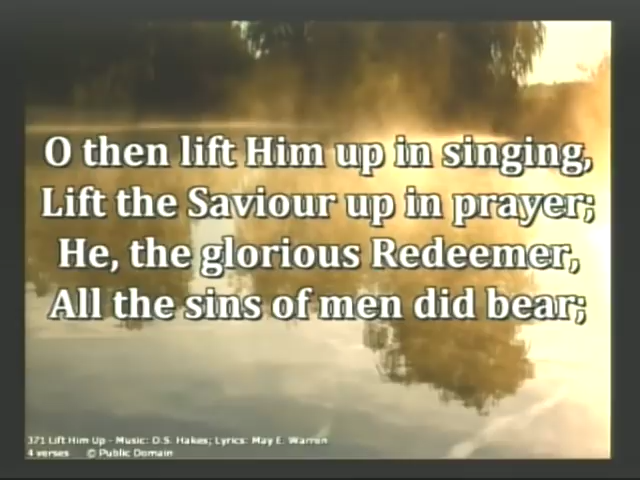 O then lift Him up in singing,
Lift the Saviour up in prayer;
He, the glorious Redeemer,
All the sins of men did bear;
371 Lift Him Up - Music: D.S. Hakes; Lyrics: May E. Warren
4 verses © Public Domain